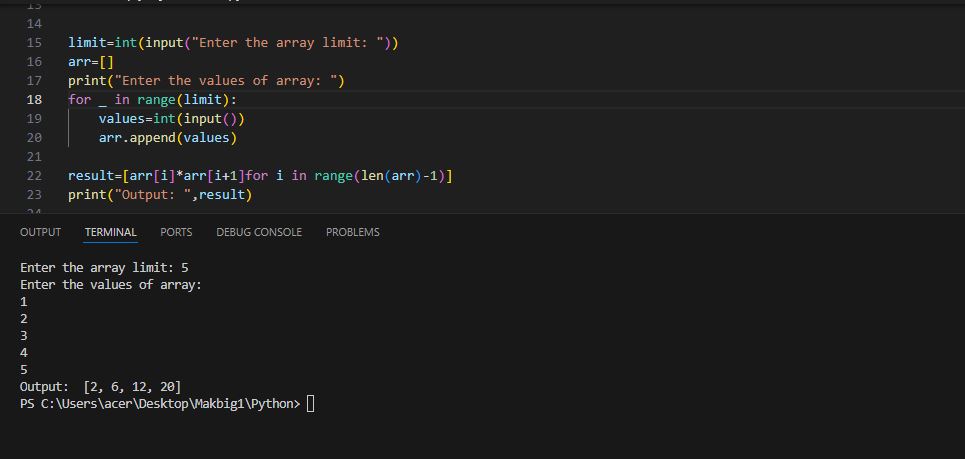 13
14
15 limit=int(input("Enter the array limit: "))
16 arr=[]
17 print("Enter the values of array: ")
18 for _ in range(limit):
19     values=int(input())
20     arr.append(values)
21
22 result=[arr[i]*arr[i+1]for i in range(len(arr)-1)]
23 print("Output: ",result)
24
OUTPUT TERMINAL PORTS DEBUG CONSOLE PROBLEMS
Enter the array limit: 5
Enter the values of array:
1
2
3
4
5
Output:  [2, 6, 12, 20]
PS C:\Users\acer\Desktop\Makbig1\Python>